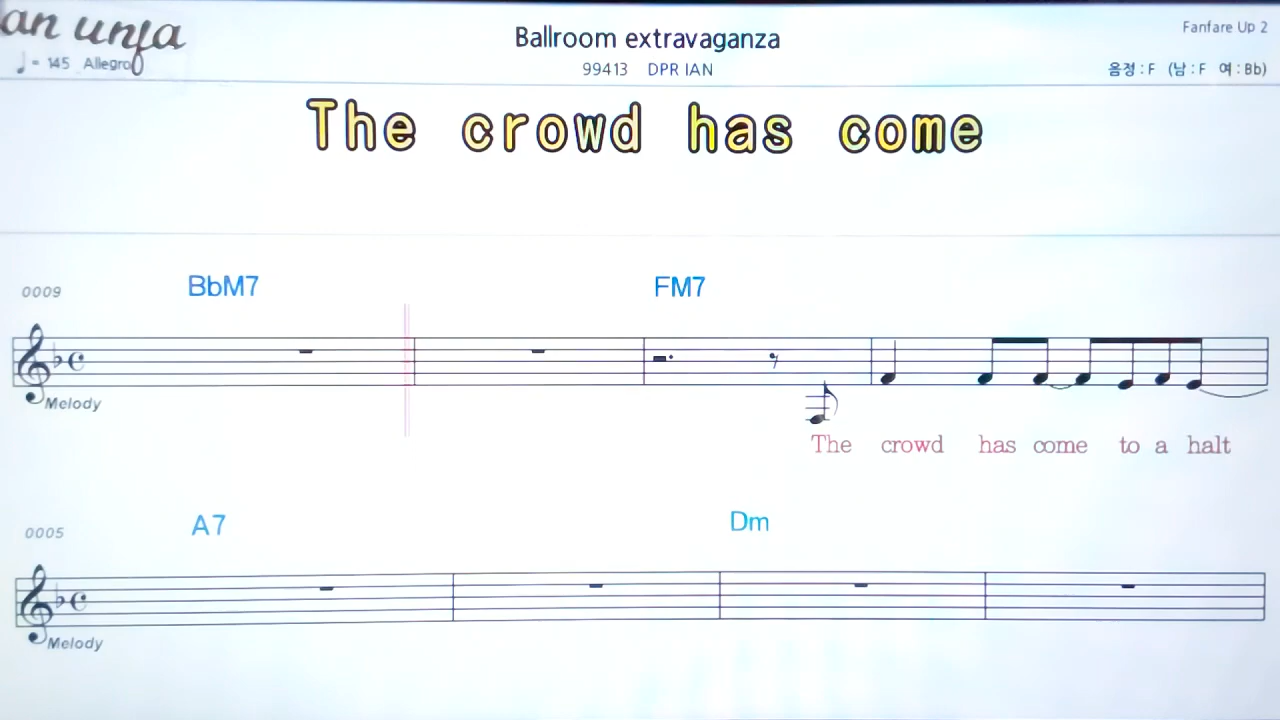 an unfa
Ballroom extravaganza
Fanfare Up 2
♩= 145 Allegro
99413 DPR IAN
음정 : F (남 : F 여 : Bb)
The crowd has come
0009
BbM7
FM7
Melody
The crowd has come to a halt
0005
A7
Dm
Melody